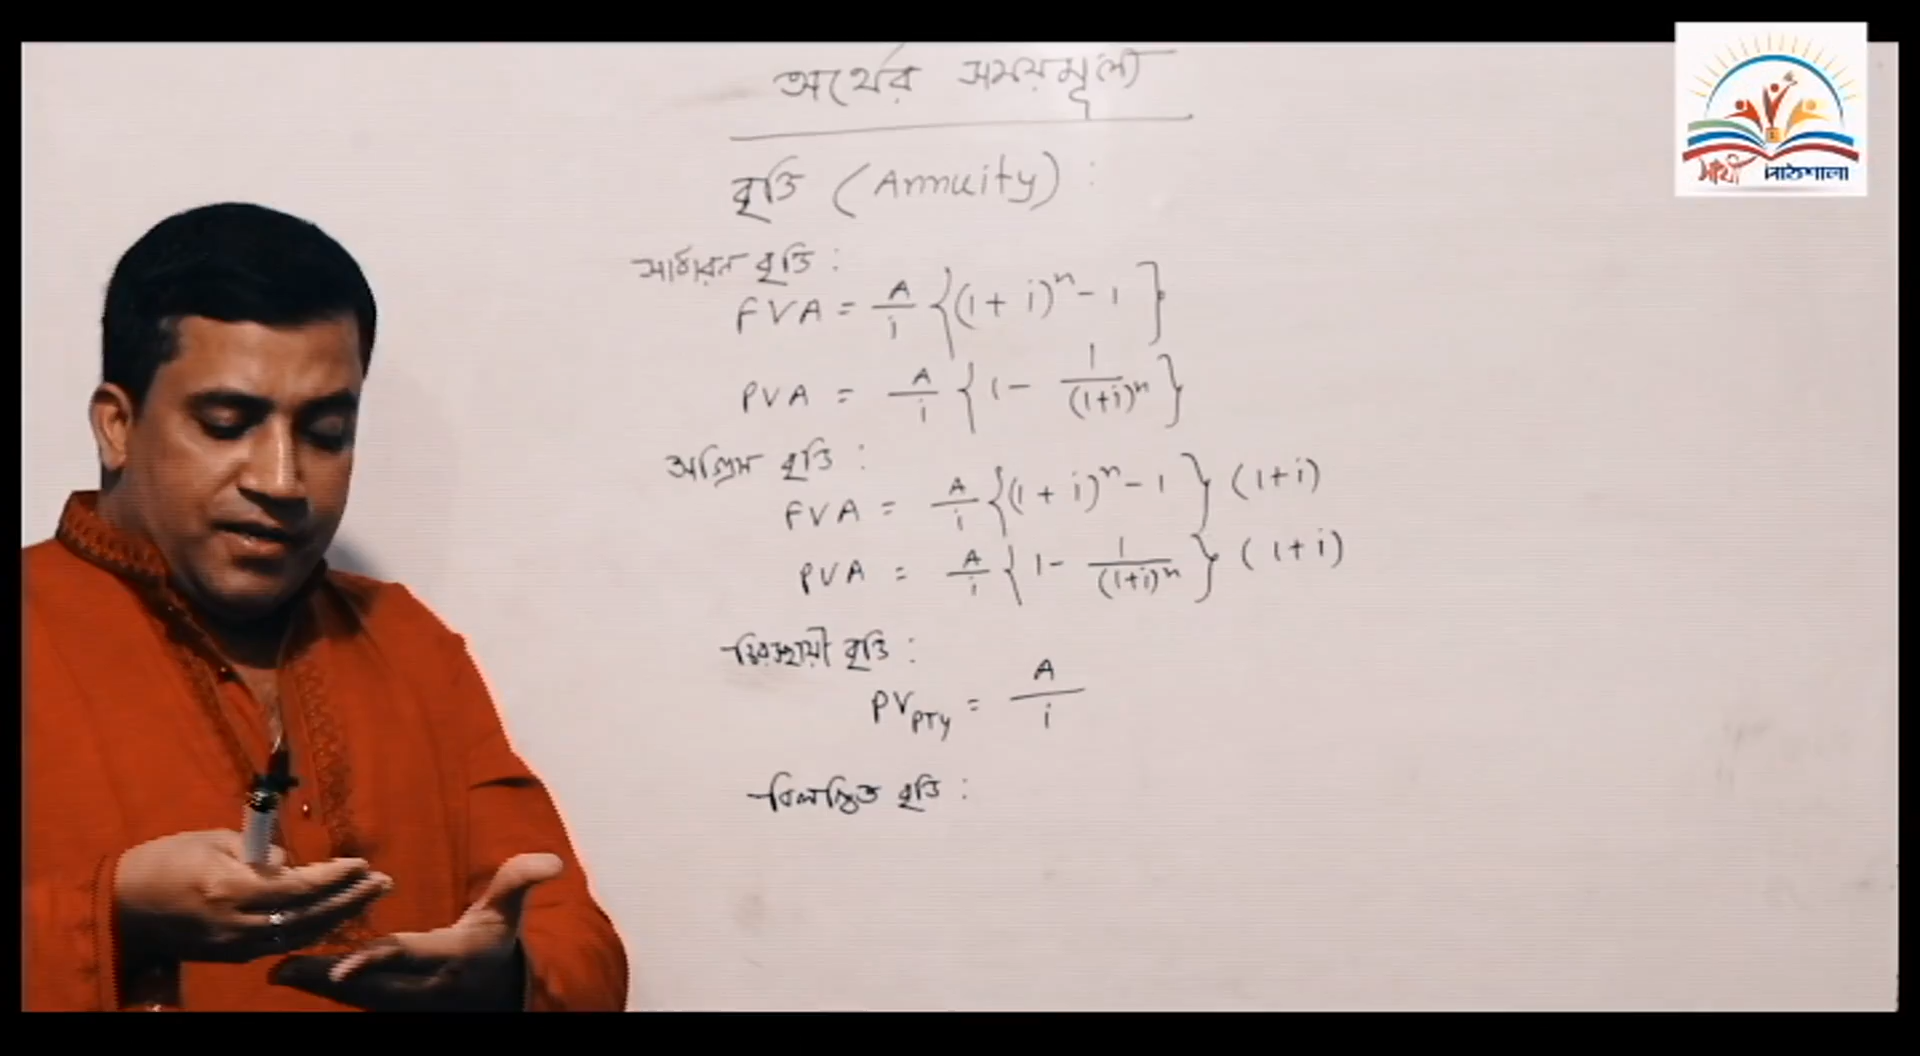 অর্থের সময়মূল্য
বৃত্তি (Annuity) :
সাধারন বৃত্তি :
FVA = A/i {(1 + i)^n - 1}
PVA = A/i {1 - 1/(1+i)^n}
অগ্রিম বৃত্তি :
FVA = A/i {(1 + i)^n - 1} (1+i)
PVA = A/i {1 - 1/(1+i)^n} (1+i)
চিরস্থায়ী বৃত্তি :
PV_PTY = A/i
বিলম্বিত বৃত্তি :
সাথী পাঠশালা